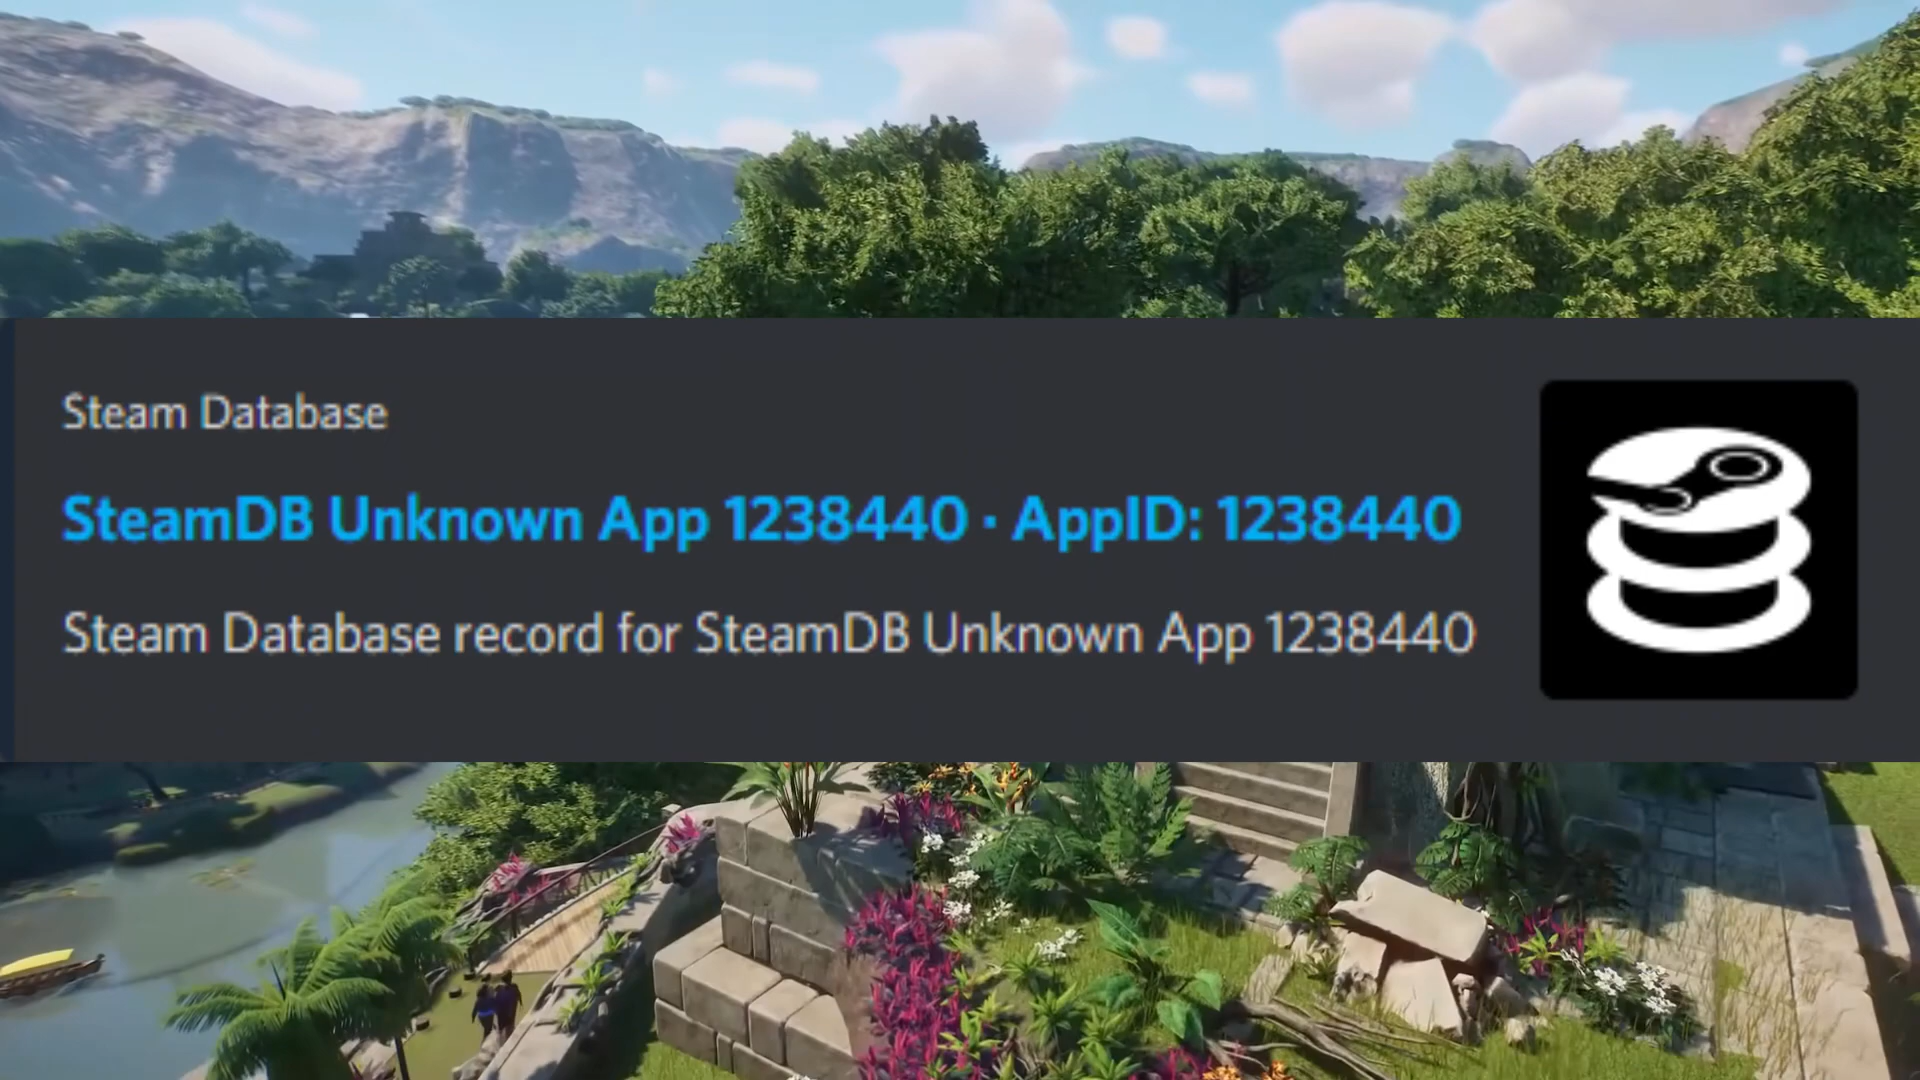 Steam Database
SteamDB Unknown App 1238440 · AppID: 1238440
Steam Database record for SteamDB Unknown App 1238440